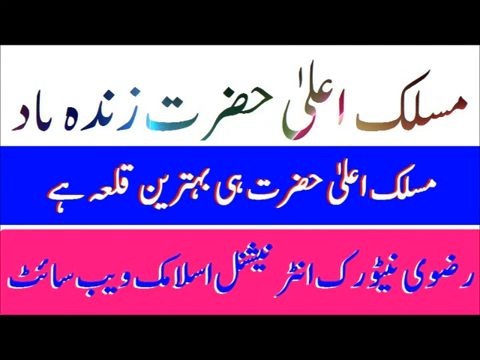 مسلک اعلیٰ حضرت زندہ باد
مسلک اعلیٰ حضرت ہی بہترین قلعہ ہے
رضوی نیٹورک انٹرنیشنل اسلامک ویب سائٹ